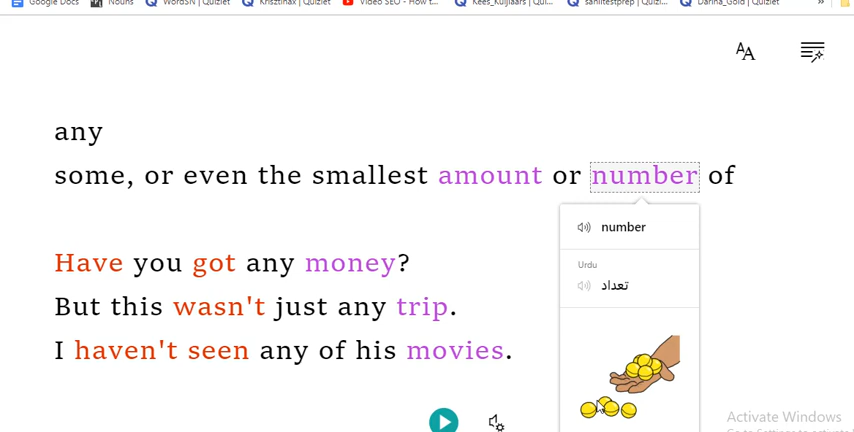 Google Docs Nouns WordSN | Quizlet Krisztinax | Quizlet Video SEO - How t... Kees_Kuijlaars | Qui... sanlitestprep | Quizl... Darina_Gold | Quizlet »
AA
any
some, or even the smallest amount or number of
number
Urdu
تعداد
Have you got any money?
But this wasn't just any trip.
I haven't seen any of his movies.
Activate Windows